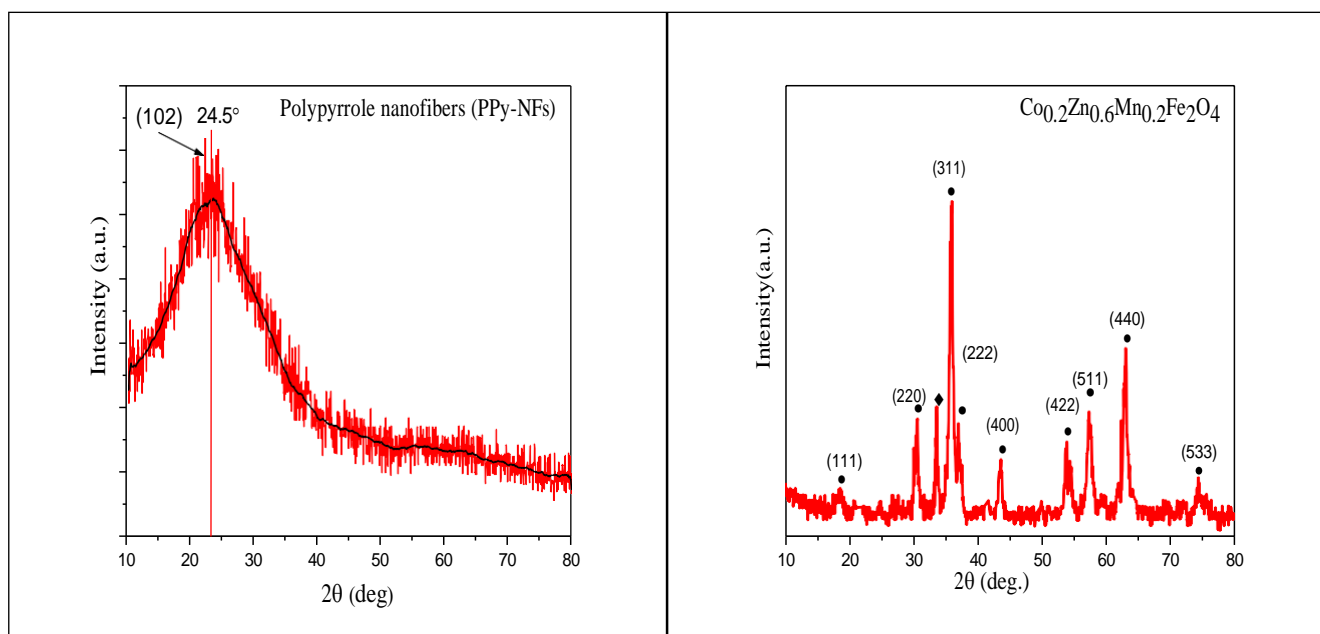 Polypyrrole nanofibers (PPy-NFs)
(102)
24.5°
Intensity (a.u.)
10 20 30 40 50 60 70 80
2θ (deg)
Co0.2Zn0.6Mn0.2Fe2O4
(311)
(440)
(222)
(511)
(220)
(422)
(400)
(533)
(111)
Intensity(a.u.)
10 20 30 40 50 60 70 80
2θ (deg.)